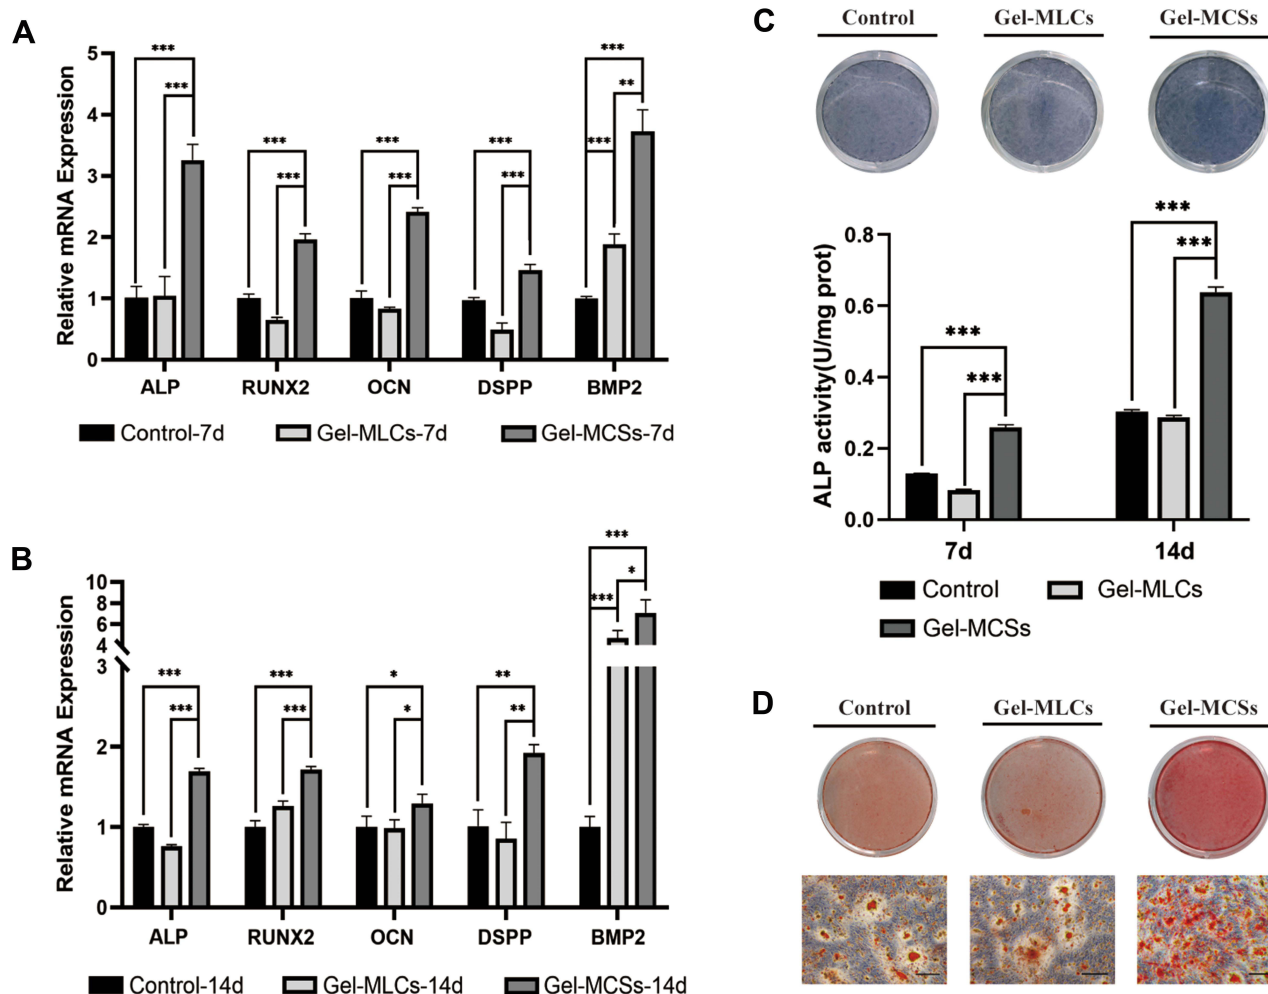 A
Relative mRNA Expression
5
4
3
2
1
0
***
***
***
***
***
***
***
***
***
**
***
ALP RUNX2 OCN DSPP BMP2
Control-7d Gel-MLCs-7d Gel-MCSs-7d
B
Relative mRNA Expression
10
8
6
4
3
2
1
0
***
***
***
***
*
*
**
**
***
*
***
ALP RUNX2 OCN DSPP BMP2
Control-14d Gel-MLCs-14d Gel-MCSs-14d
C
Control Gel-MLCs Gel-MCSs
ALP activity(U/mg prot)
0.8
0.6
0.4
0.2
0.0
***
***
***
***
7d 14d
Control Gel-MLCs
Gel-MCSs
D
Control Gel-MLCs Gel-MCSs